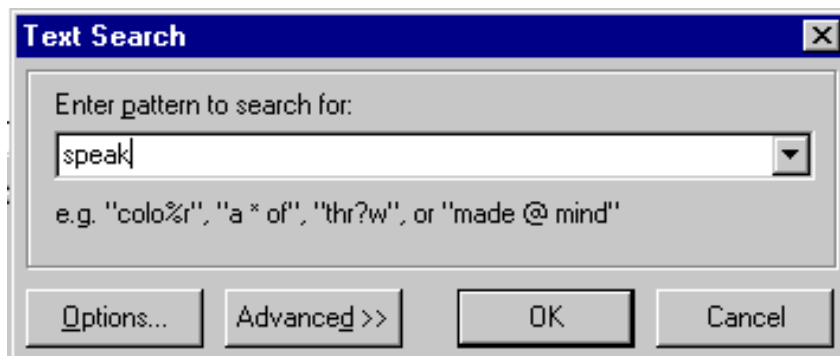 Text Search
Enter pattern to search for:
speak
e.g. "colo%r", "a * of", "thr?w", or "made @ mind"
Options... Advanced >> OK Cancel